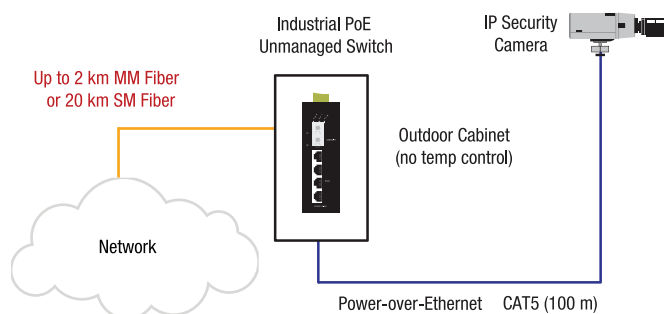 Industrial PoE
Unmanaged Switch
IP Security
Camera
Up to 2 km MM Fiber
or 20 km SM Fiber
Outdoor Cabinet
(no temp control)
Network
Power-over-Ethernet CAT5 (100 m)